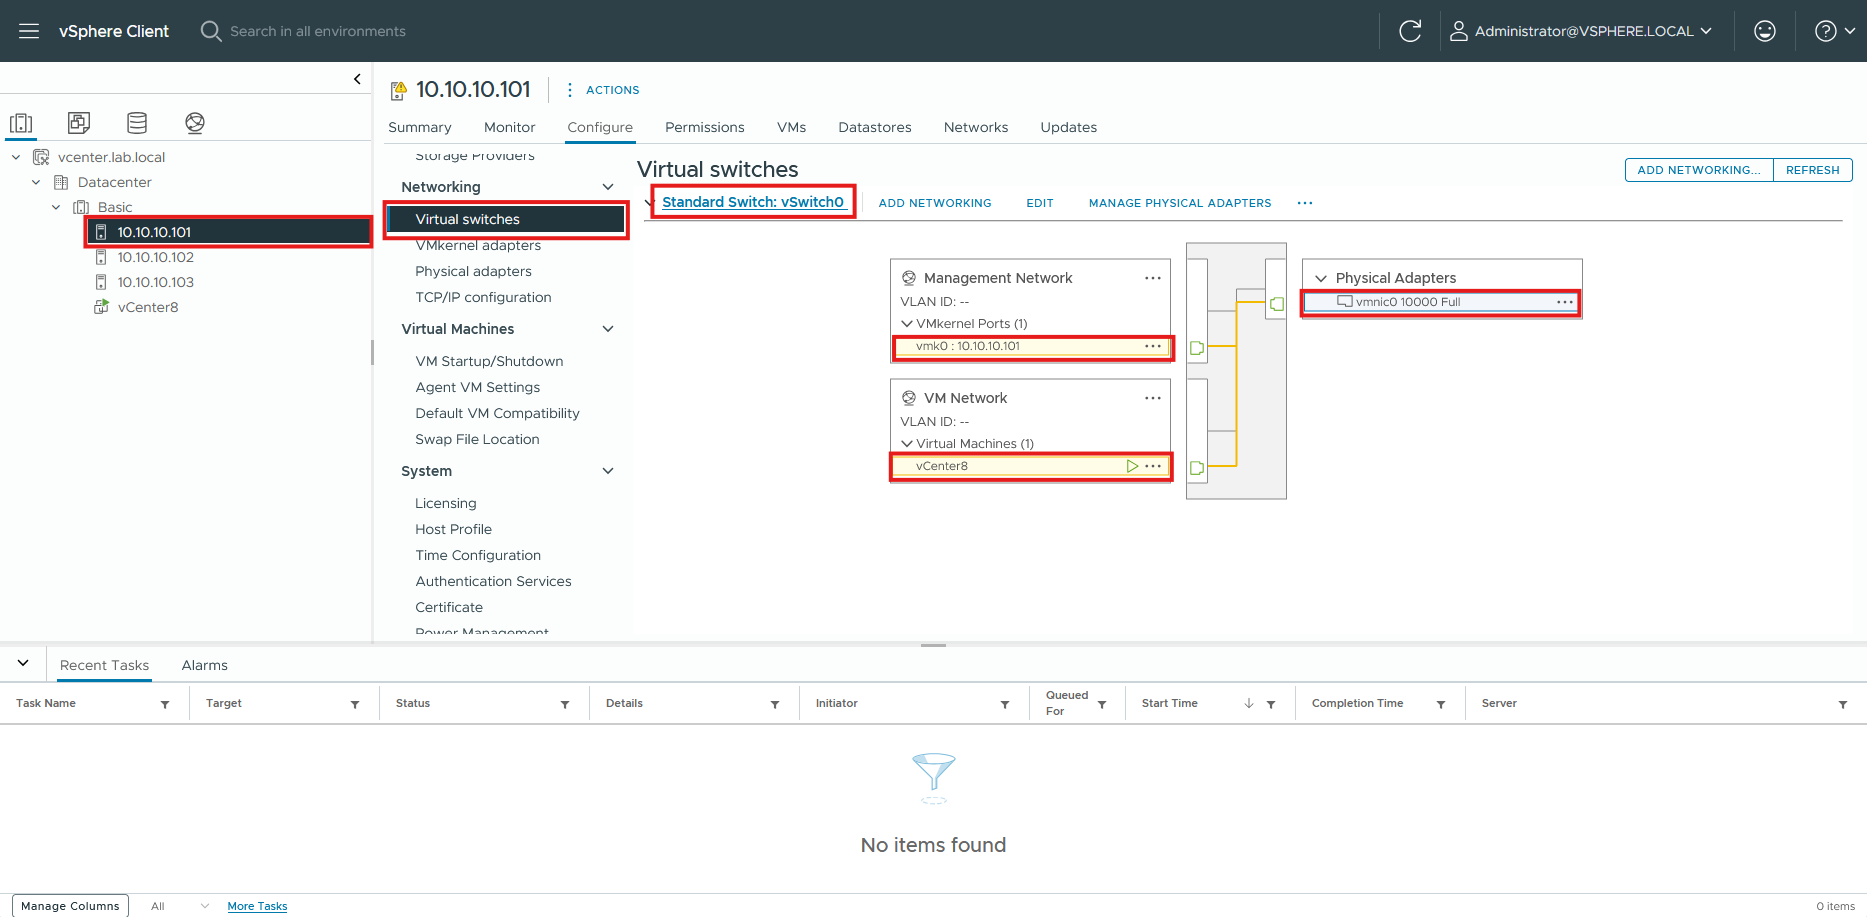 vSphere Client
Search in all environments
Administrator@VSPHERE.LOCAL
vcenter.lab.local
Datacenter
Basic
10.10.10.101
10.10.10.102
10.10.10.103
vCenter8
10.10.10.101
ACTIONS
Summary Monitor Configure Permissions VMs Datastores Networks Updates
Storage Providers
Networking
Virtual switches
VMkernel adapters
Physical adapters
TCP/IP configuration
Virtual Machines
VM Startup/Shutdown
Agent VM Settings
Default VM Compatibility
Swap File Location
System
Licensing
Host Profile
Time Configuration
Authentication Services
Certificate
Power Management
Virtual switches
ADD NETWORKING... REFRESH
Standard Switch: vSwitch0 ADD NETWORKING EDIT MANAGE PHYSICAL ADAPTERS ...
Management Network ...
VLAN ID: --
VMkernel Ports (1)
vmk0 : 10.10.10.101 ...
VM Network ...
VLAN ID: --
Virtual Machines (1)
vCenter8 ...
Physical Adapters
vmnic0 10000 Full ...
Recent Tasks Alarms
Task Name Target Status Details Initiator Queued For Start Time Completion Time Server
No items found
Manage Columns All More Tasks 0 items